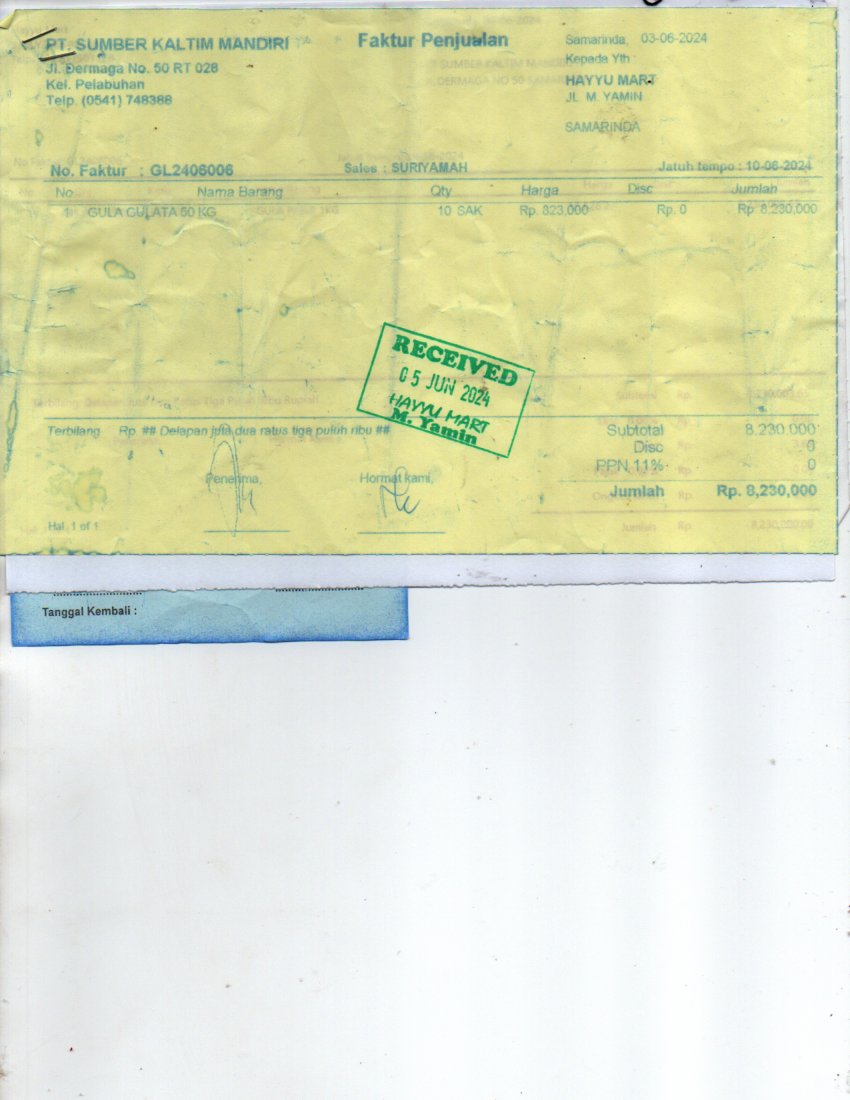 PT. SUMBER KALTIM MANDIRI
Jl. Dermaga No. 50 RT 028
Kel. Pelabuhan
Telp. (0541) 748388
Faktur Penjualan
Samarinda, 03-06-2024
Kepada Yth :
HAYYU MART
JL. M. YAMIN
SAMARINDA
No. Faktur : GL2406006 Sales : SURIYAMAH Jatuh tempo : 10-06-2024
No Nama Barang Qty Harga Disc Jumlah
1 GULA GULATA 50 KG 10 SAK Rp. 823,000 Rp. 0 Rp. 8,230,000
RECEIVED
05 JUN 2024
HAYYU MART
M. Yamin
Terbilang Rp ## Delapan juta dua ratus tiga puluh ribu ##
Subtotal 8,230,000
Disc 0
PPN 11% 0
Jumlah Rp. 8,230,000
Penerima, Hormat kami,
Hal. 1 of 1
Tanggal Kembali :